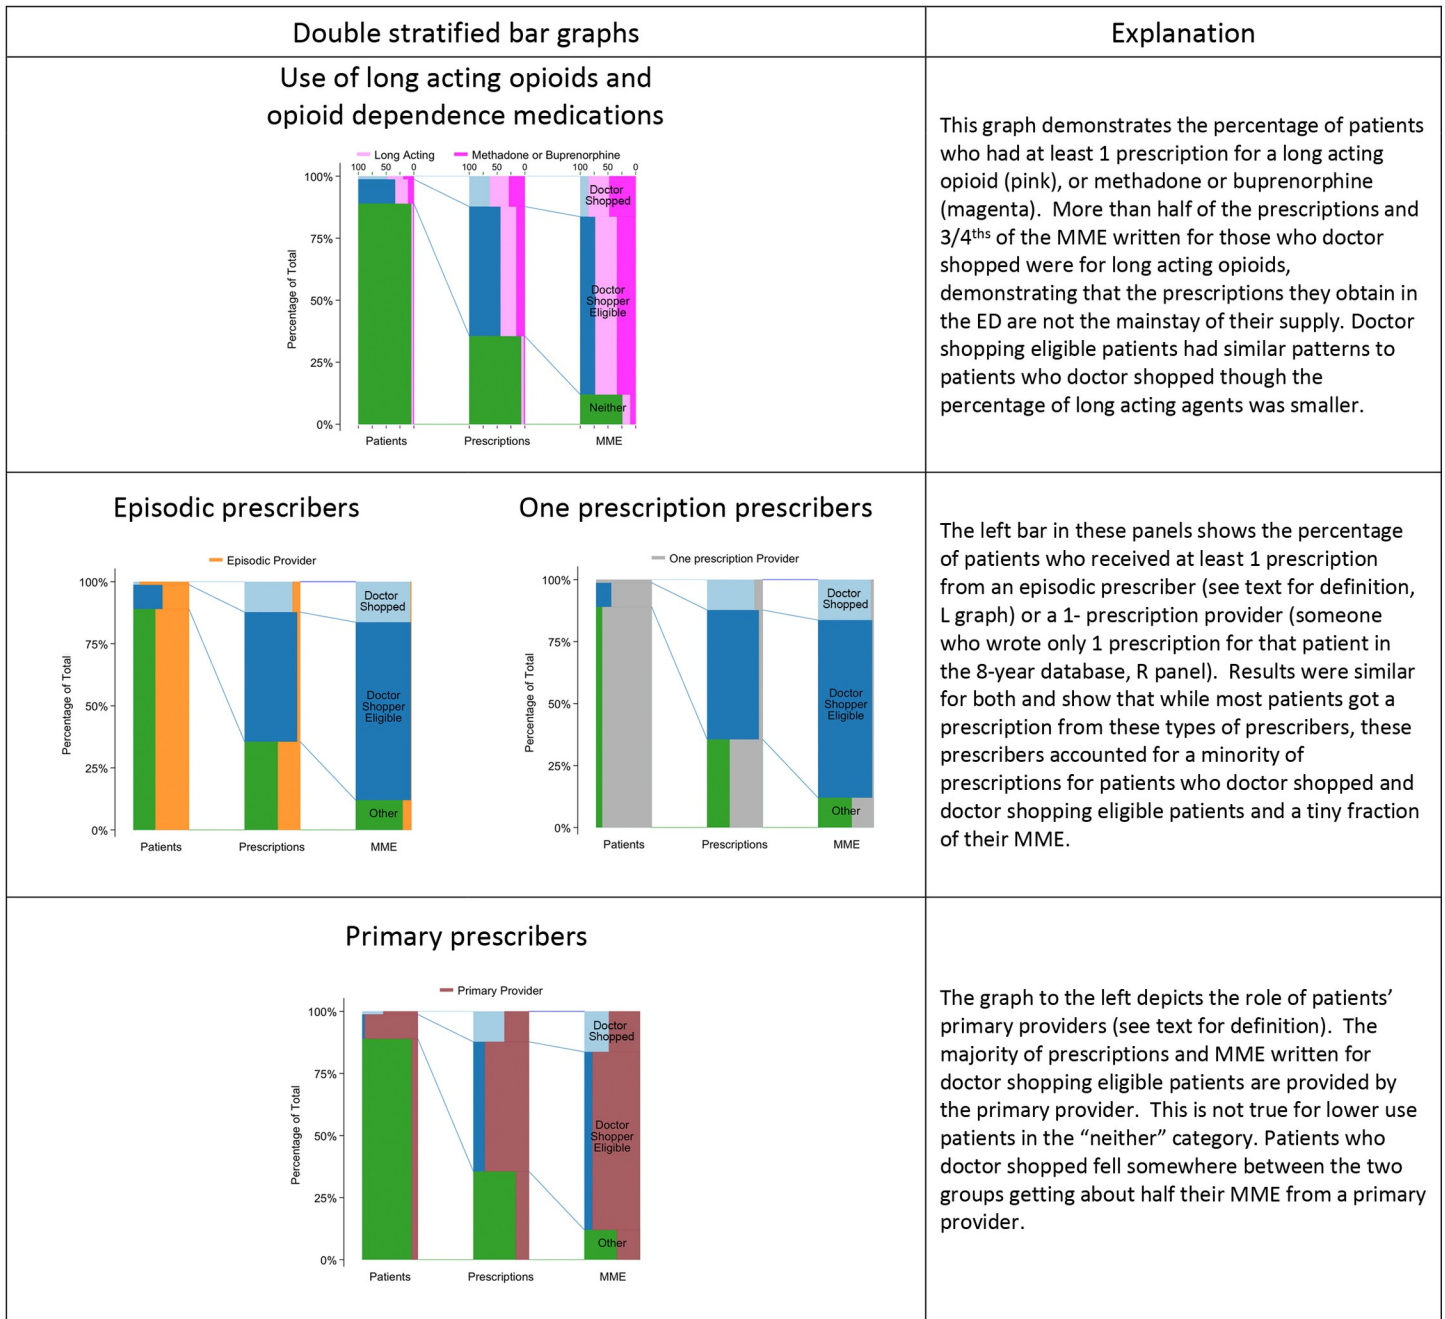 Double stratified bar graphs
Explanation
Use of long acting opioids and
opioid dependence medications
Long Acting
Methadone or Buprenorphine
100 50 0
100 50 0
100 50 0
100%
75%
50%
25%
0%
Percentage of Total
Doctor
Shopped
Doctor
Shopper
Eligible
Neither
Patients
Prescriptions
MME
This graph demonstrates the percentage of patients
who had at least 1 prescription for a long acting
opioid (pink), or methadone or buprenorphine
(magenta).  More than half of the prescriptions and
3/4ths of the MME written for those who doctor
shopped were for long acting opioids,
demonstrating that the prescriptions they obtain in
the ED are not the mainstay of their supply. Doctor
shopping eligible patients had similar patterns to
patients who doctor shopped though the
percentage of long acting agents was smaller.
Episodic prescribers
Episodic Provider
100%
75%
50%
25%
0%
Percentage of Total
Doctor
Shopped
Doctor
Shopper
Eligible
Other
Patients
Prescriptions
MME
One prescription prescribers
One prescription Provider
100%
75%
50%
25%
0%
Percentage of Total
Doctor
Shopped
Doctor
Shopper
Eligible
Other
Patients
Prescriptions
MME
The left bar in these panels shows the percentage
of patients who received at least 1 prescription
from an episodic prescriber (see text for definition,
L graph) or a 1- prescription provider (someone
who wrote only 1 prescription for that patient in
the 8-year database, R panel).  Results were similar
for both and show that while most patients got a
prescription from these types of prescribers, these
prescribers accounted for a minority of
prescriptions for patients who doctor shopped and
doctor shopping eligible patients and a tiny fraction
of their MME.
Primary prescribers
Primary Provider
100%
75%
50%
25%
0%
Percentage of Total
Doctor
Shopped
Doctor
Shopper
Eligible
Other
Patients
Prescriptions
MME
The graph to the left depicts the role of patients’
primary providers (see text for definition).  The
majority of prescriptions and MME written for
doctor shopping eligible patients are provided by
the primary provider.  This is not true for lower use
patients in the “neither” category. Patients who
doctor shopped fell somewhere between the two
groups getting about half their MME from a primary
provider.